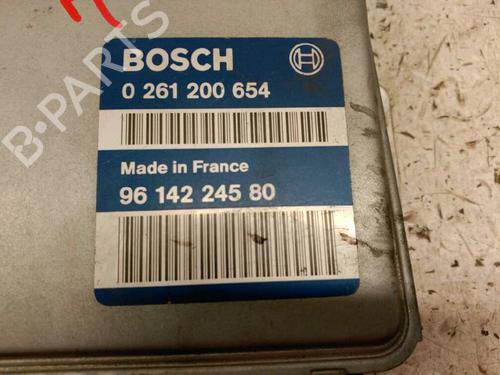 BOSCH
0 261 200 654
Made in France
96 142 245 80
B-PARTS